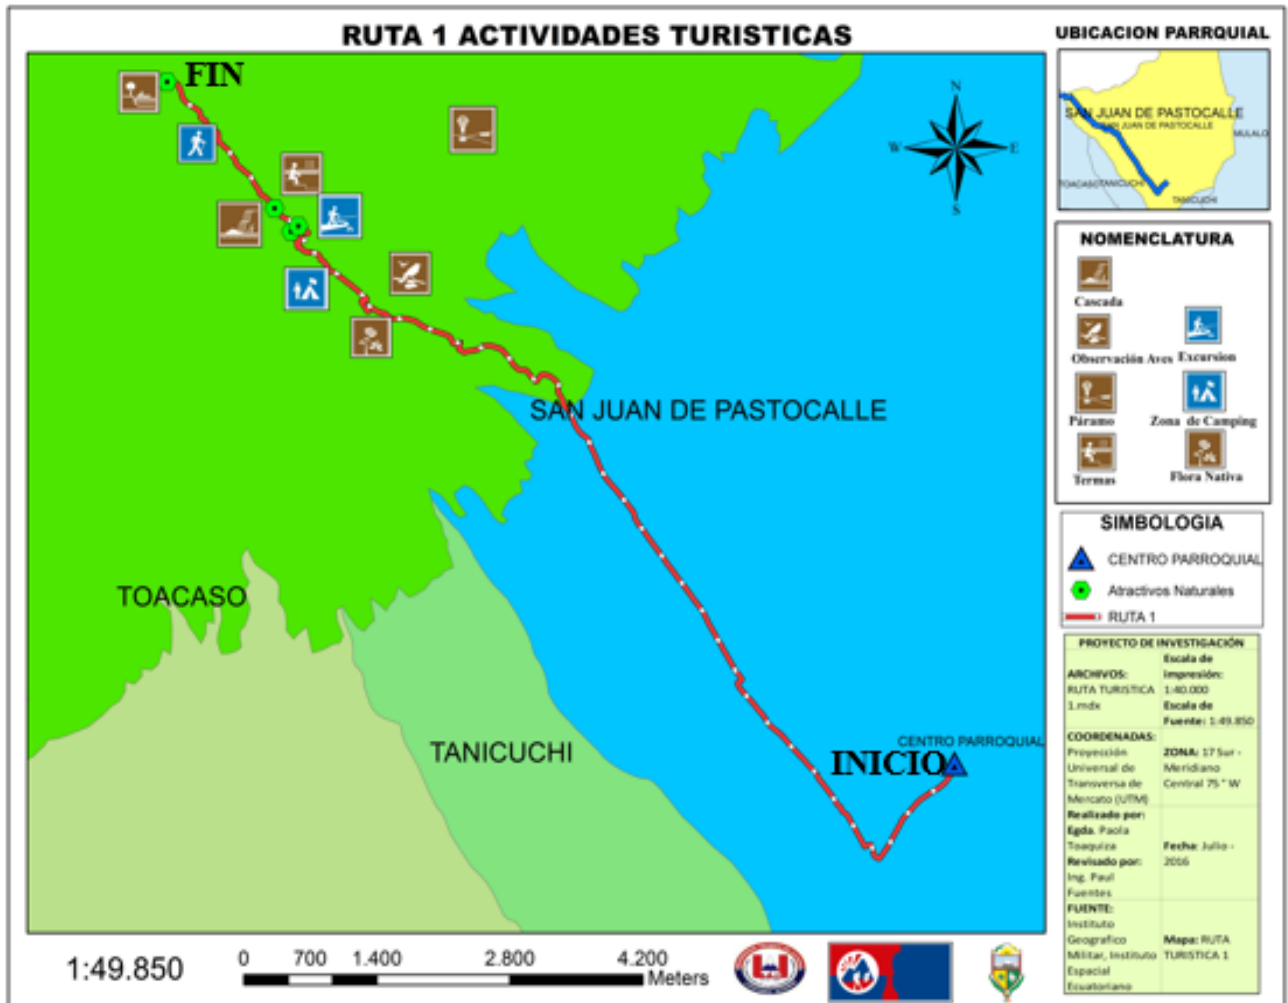 RUTA 1 ACTIVIDADES TURISTICAS
FIN
N
W
E
S
SAN JUAN DE PASTOCALLE
TOACASO
TANICUCHI
CENTRO PARROQUIAL
INICIO
1:49.850
0 700 1.400 2.800 4.200
Meters
UBICACION PARRQUIAL
SAN JUAN DE PASTOCALLE
SAN JUAN DE PASTOCALLE
MULALO
TOACASO
TANICUCHI
TANICUCHI
NOMENCLATURA
Cascada
Observación Aves
Excursion
Páramo
Zona de Camping
Termas
Flora Nativa
SIMBOLOGIA
CENTRO PARROQUIAL
Atractivos Naturales
RUTA 1
PROYECTO DE INVESTIGACIÓN
ARCHIVOS:
RUTA TURISTICA
1.mdx
Escala de
Impresión:
1:40.000
Escala de
Fuente: 1:49.850
COORDENADAS:
Proyección
Universal de
Transversa de
Mercato (UTM)
ZONA: 17 Sur -
Meridiano
Central 75 ° W
Realizado por:
Egda. Paola
Toaquiza
Revisado por:
Ing. Paul
Fuentes
Fecha: Julio -
2016
FUENTE:
Instituto
Geografico
Militar, Instituto
Espacial
Ecuatoriano
Mapa: RUTA
TURISTICA 1